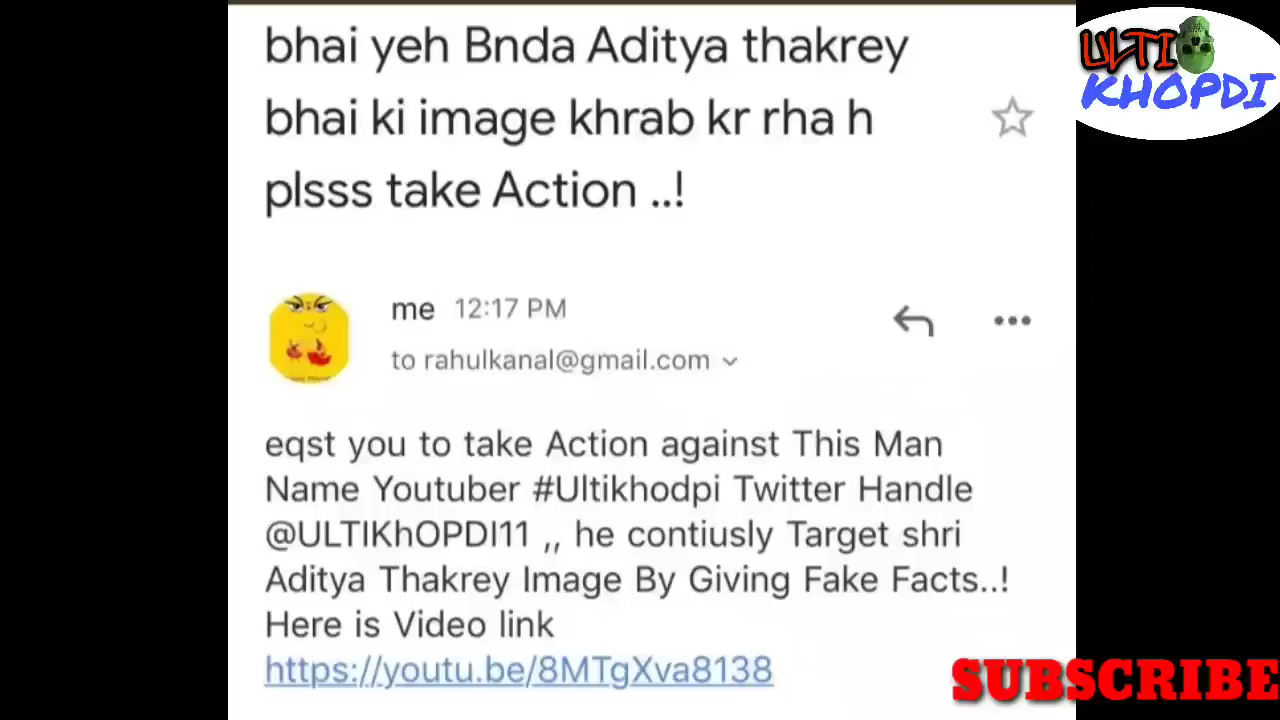 bhai yeh Bnda Aditya thakrey
bhai ki image khrab kr rha h
plsss take Action ..!
ULTI
KHOPDI
me 12:17 PM
to rahulkanal@gmail.com
eqst you to take Action against This Man
Name Youtuber #Ultikhodpi Twitter Handle
@ULTIKhOPDI11 ,, he contiusly Target shri
Aditya Thakrey Image By Giving Fake Facts..!
Here is Video link
https://youtu.be/8MTgXva8138
SUBSCRIBE